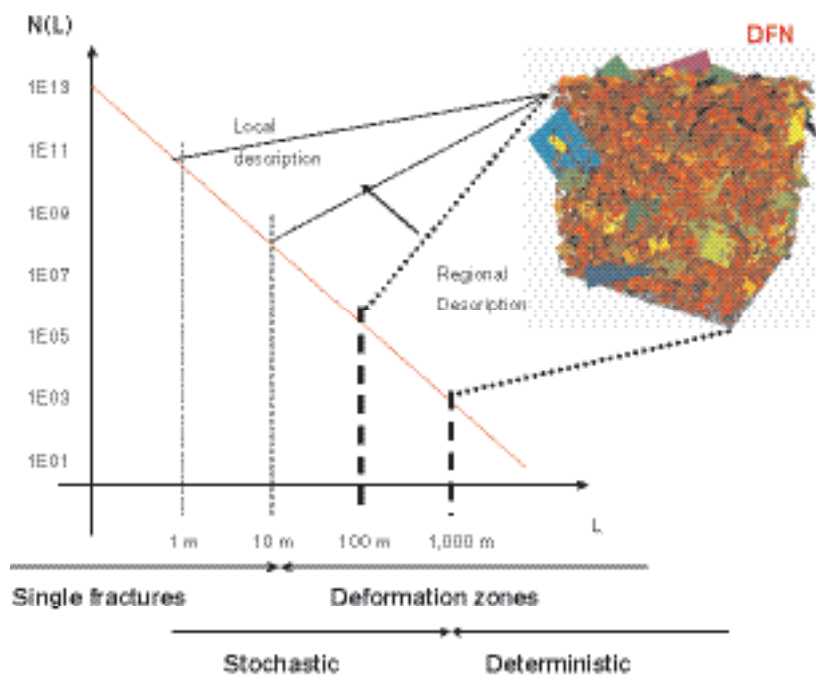 N(L)
DFN
1E13
1E11
1E09
1E07
1E05
1E03
1E01
Local
description
Regional
Description
L
1 m
10 m
100 m
1,000 m
Single fractures
Deformation zones
Stochastic
Deterministic